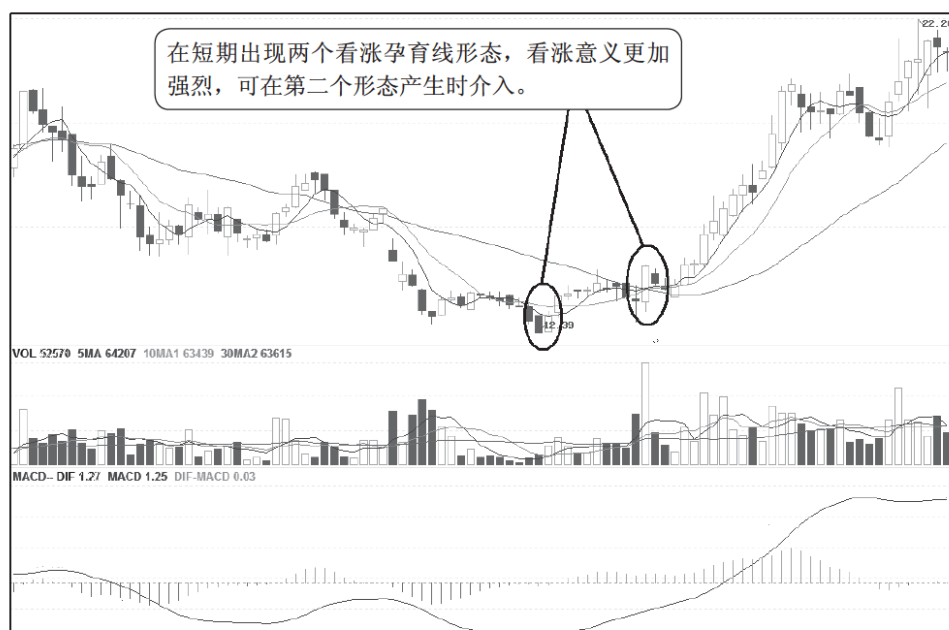 22.20
在短期出现两个看涨孕育线形态，看涨意义更加
强烈，可在第二个形态产生时介入。
12.09
VOL 52570 5MA 64207 10MA1 63439 30MA2 63615
MACD-- DIF 1.27 MACD 1.25 DIF-MACD 0.03